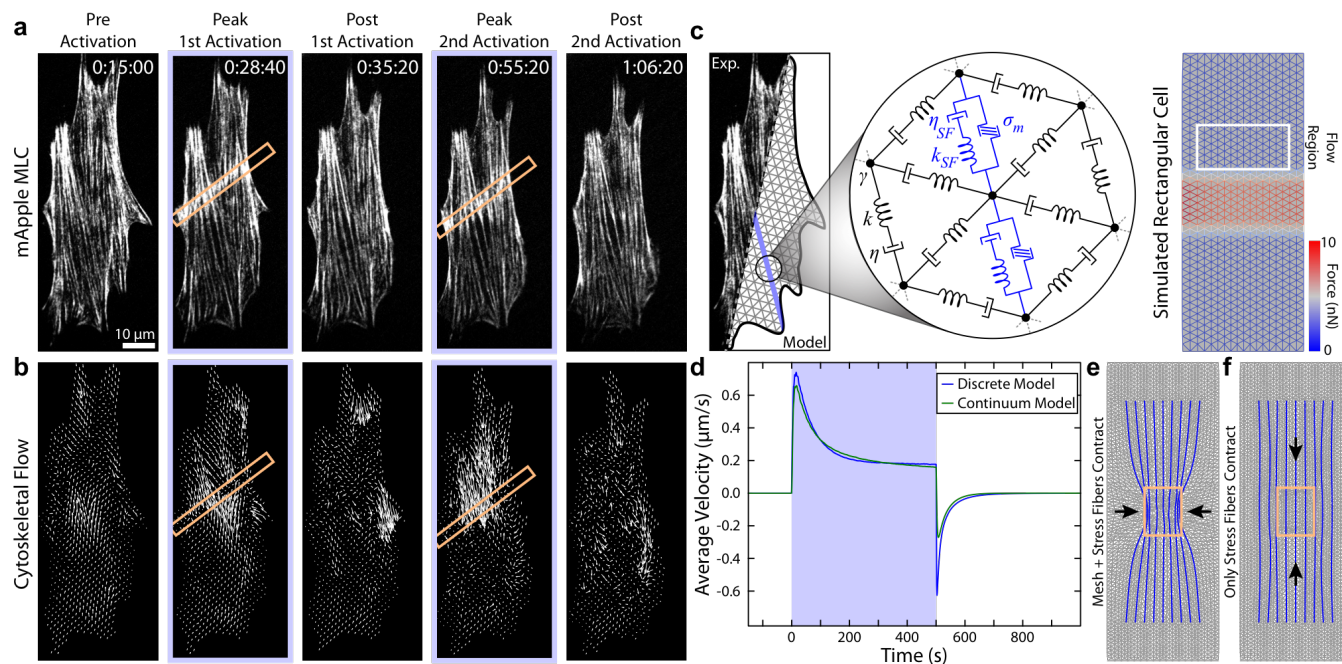 a
Pre
Activation
Peak
1st Activation
Post
1st Activation
Peak
2nd Activation
Post
2nd Activation
mApple MLC
0:15:00
0:28:40
0:35:20
0:55:20
1:06:20
10 µm
b
Cytoskeletal Flow
c
Exp.
Model
η_SF
σ_m
k_SF
γ
k
η
Simulated Rectangular Cell
Flow
Region
10
Force (nN)
0
d
Discrete Model
Continuum Model
Average Velocity (µm/s)
0.6
0.4
0.2
0.0
-0.2
-0.4
-0.6
0
200
400
600
800
Time (s)
e
Mesh + Stress Fibers Contract
f
Only Stress Fibers Contract